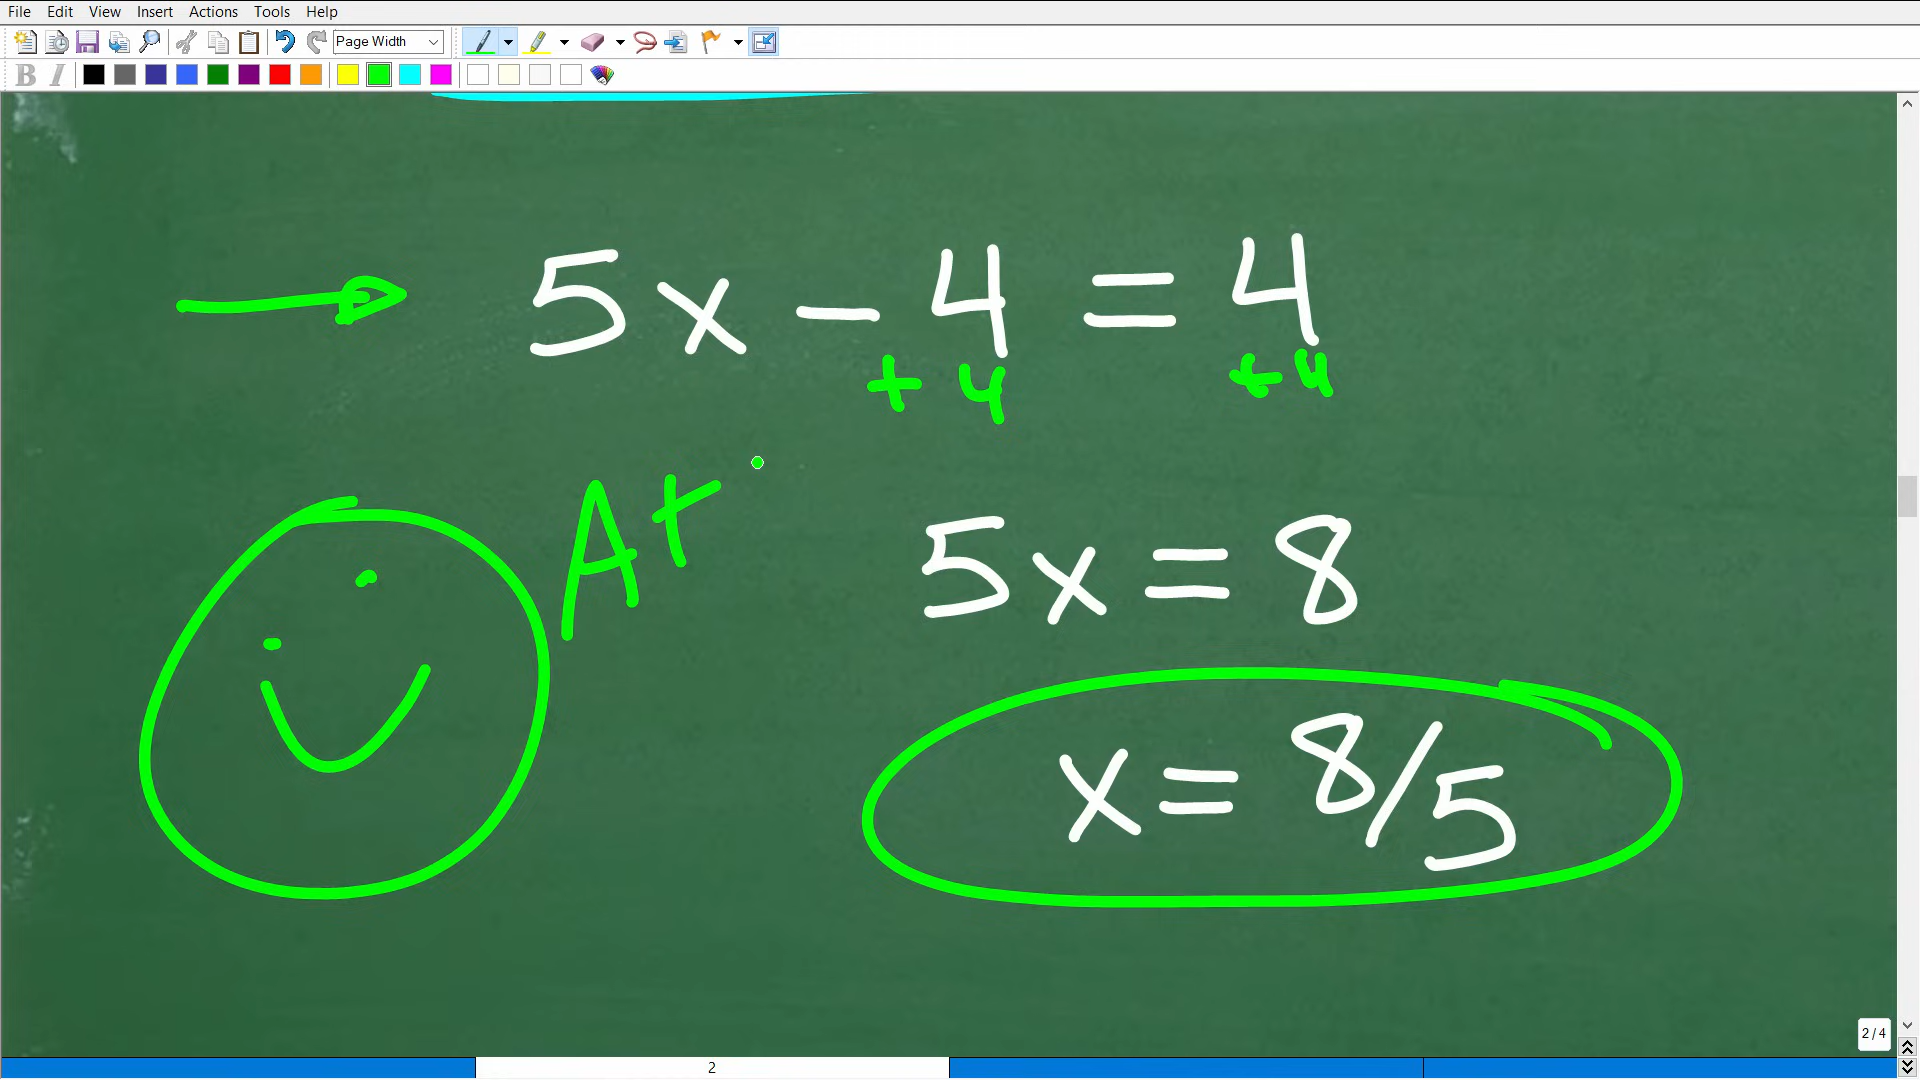 File Edit View Insert Actions Tools Help
Page Width
B I
5x - 4 = 4
+ 4 + 4
A+
5x = 8
x = 8/5
2 / 4
2